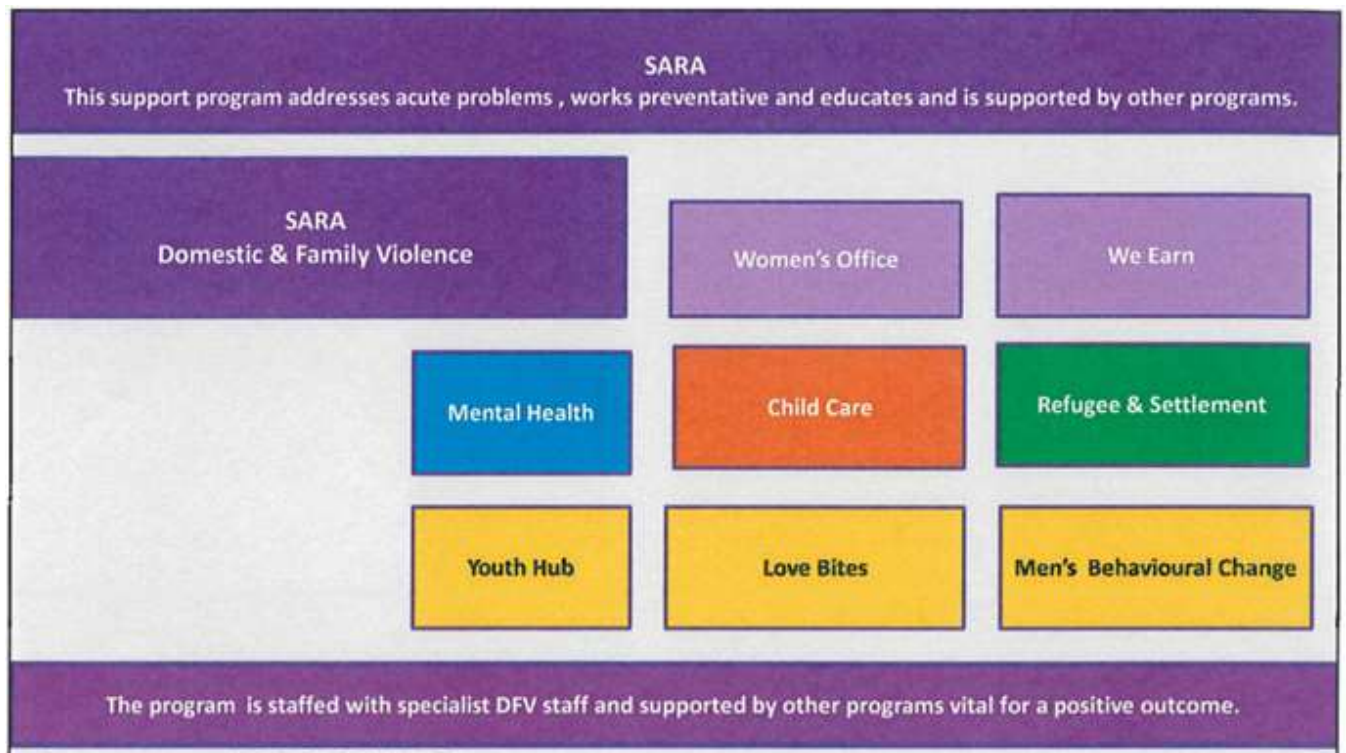 SARA
This support program addresses acute problems , works preventative and educates and is supported by other programs.
SARA
Domestic & Family Violence
Women's Office
We Earn
Mental Health
Child Care
Refugee & Settlement
Youth Hub
Love Bites
Men's Behavioural Change
The program is staffed with specialist DFV staff and supported by other programs vital for a positive outcome.